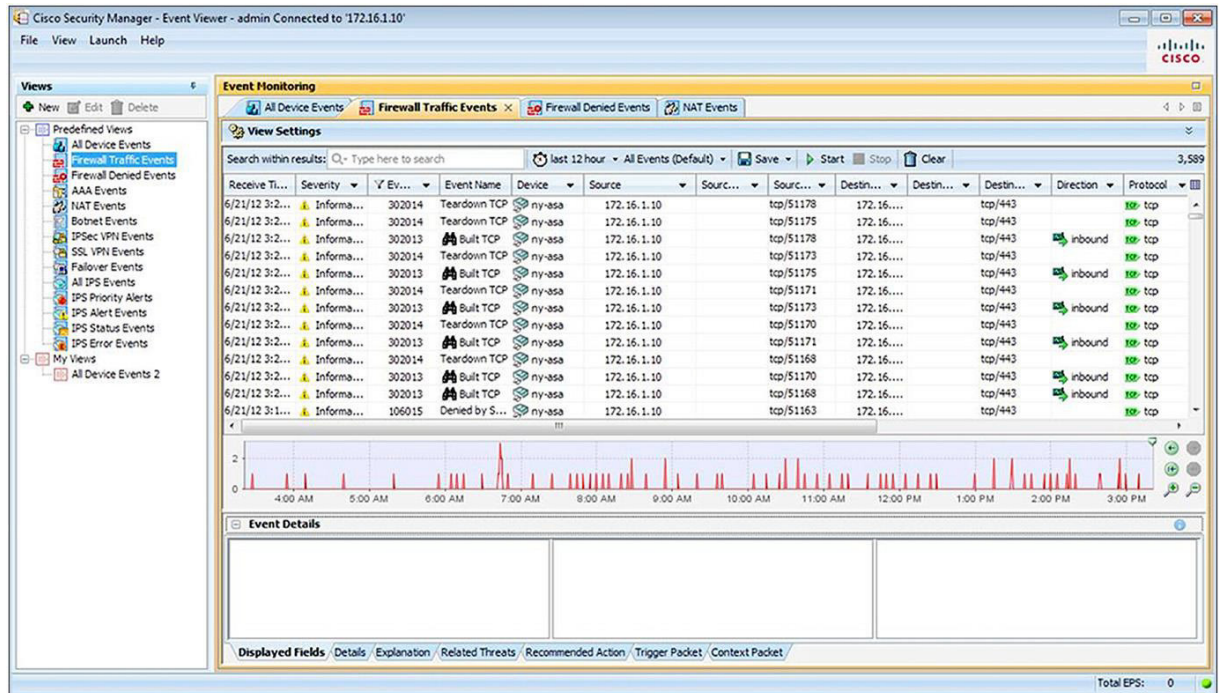 Cisco Security Manager - Event Viewer - admin Connected to '172.16.1.10'
File View Launch Help
CISCO
Views
New Edit Delete
Predefined Views
All Device Events
Firewall Traffic Events
Firewall Denied Events
AAA Events
NAT Events
Botnet Events
IPSec VPN Events
SSL VPN Events
Failover Events
All IPS Events
IPS Priority Alerts
IPS Alert Events
IPS Status Events
IPS Error Events
My Views
All Device Events 2
Event Monitoring
All Device Events Firewall Traffic Events × Firewall Denied Events NAT Events
View Settings
Search within results: Type here to search last 12 hour All Events (Default) Save Start Stop Clear 3,589
Receive Ti... Severity Ev... Event Name Device Source Sourc... Sourc... Destin... Destin... Destin... Direction Protocol
6/21/12 3:2... Informa... 302014 Teardown TCP ny-asa 172.16.1.10 tcp/51178 172.16.... tcp/443 tcp
6/21/12 3:2... Informa... 302014 Teardown TCP ny-asa 172.16.1.10 tcp/51175 172.16.... tcp/443 tcp
6/21/12 3:2... Informa... 302013 Built TCP ny-asa 172.16.1.10 tcp/51178 172.16.... tcp/443 inbound tcp
6/21/12 3:2... Informa... 302014 Teardown TCP ny-asa 172.16.1.10 tcp/51173 172.16.... tcp/443 tcp
6/21/12 3:2... Informa... 302013 Built TCP ny-asa 172.16.1.10 tcp/51175 172.16.... tcp/443 inbound tcp
6/21/12 3:2... Informa... 302014 Teardown TCP ny-asa 172.16.1.10 tcp/51171 172.16.... tcp/443 tcp
6/21/12 3:2... Informa... 302013 Built TCP ny-asa 172.16.1.10 tcp/51173 172.16.... tcp/443 inbound tcp
6/21/12 3:2... Informa... 302014 Teardown TCP ny-asa 172.16.1.10 tcp/51170 172.16.... tcp/443 tcp
6/21/12 3:2... Informa... 302013 Built TCP ny-asa 172.16.1.10 tcp/51171 172.16.... tcp/443 inbound tcp
6/21/12 3:2... Informa... 302014 Teardown TCP ny-asa 172.16.1.10 tcp/51168 172.16.... tcp/443 tcp
6/21/12 3:2... Informa... 302013 Built TCP ny-asa 172.16.1.10 tcp/51170 172.16.... tcp/443 inbound tcp
6/21/12 3:2... Informa... 302013 Built TCP ny-asa 172.16.1.10 tcp/51168 172.16.... tcp/443 inbound tcp
6/21/12 3:1... Informa... 106015 Denied by S... ny-asa 172.16.1.10 tcp/51163 172.16.... tcp/443 tcp
2
0
4:00 AM 5:00 AM 6:00 AM 7:00 AM 8:00 AM 9:00 AM 10:00 AM 11:00 AM 12:00 PM 1:00 PM 2:00 PM 3:00 PM
Event Details
Displayed Fields Details Explanation Related Threats Recommended Action Trigger Packet Context Packet
Total EPS: 0